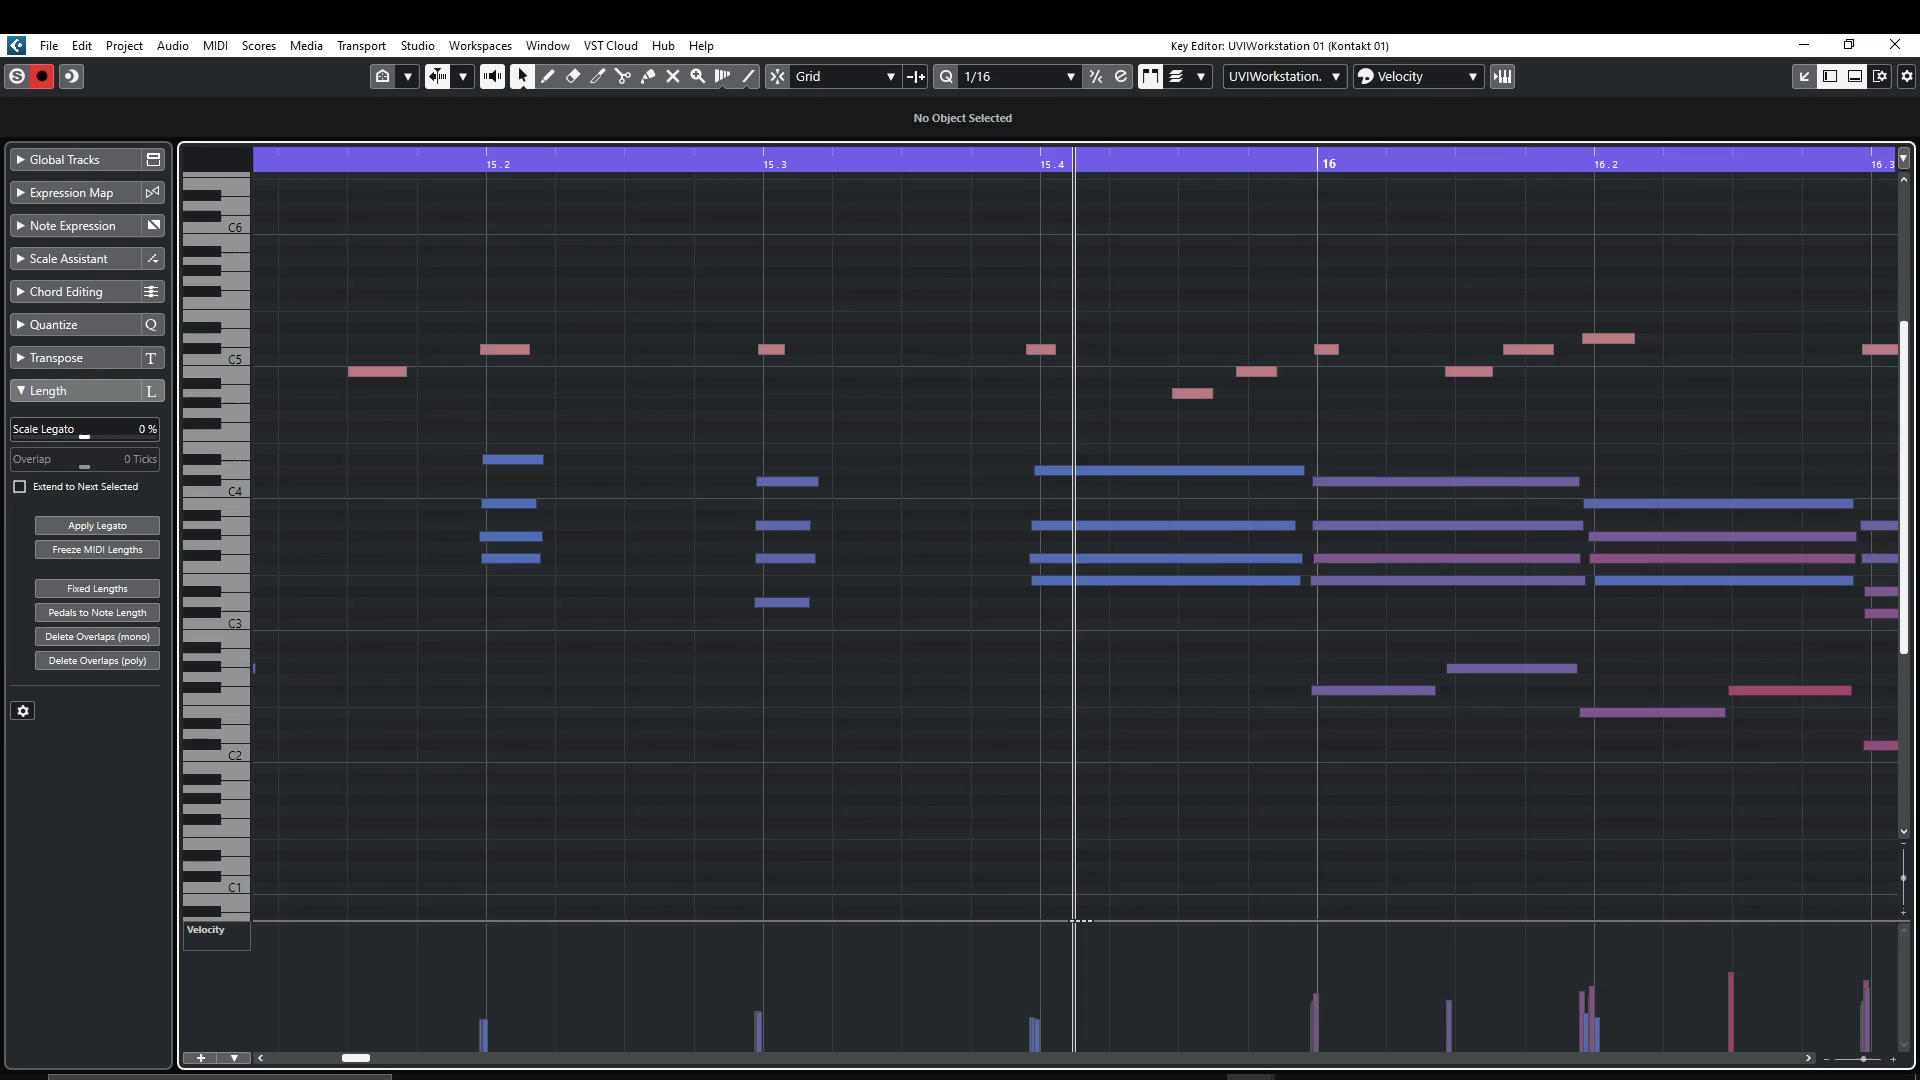 File Edit Project Audio MIDI Scores Media Transport Studio Workspaces Window VST Cloud Hub Help
Key Editor: UVIWorkstation 01 (Kontakt 01)
S Grid Q 1/16 e UVIWorkstation. Velocity
No Object Selected
Global Tracks
Expression Map
Note Expression
Scale Assistant
Chord Editing
Quantize Q
Transpose T
Length L
Scale Legato 0 %
Overlap 0 Ticks
Extend to Next Selected
Apply Legato
Freeze MIDI Lengths
Fixed Lengths
Pedals to Note Length
Delete Overlaps (mono)
Delete Overlaps (poly)
15.2 15.3 15.4 16 16.2 16.3
C6
C5
C4
C3
C2
C1
Velocity